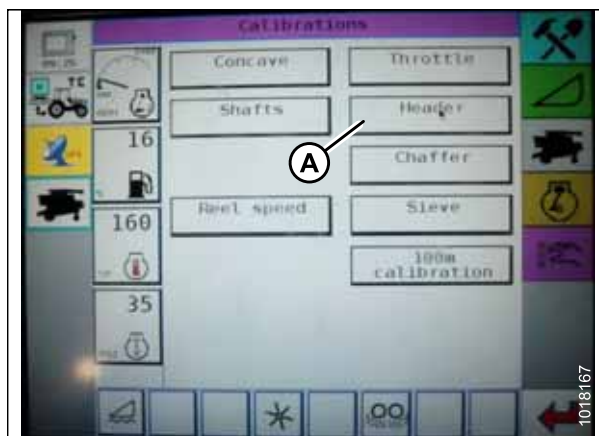 Calibrations
Concave
Throttle
Shafts
Header
A
Chaffer
Reel speed
Sieve
100m
calibration
16
160
35
1018167